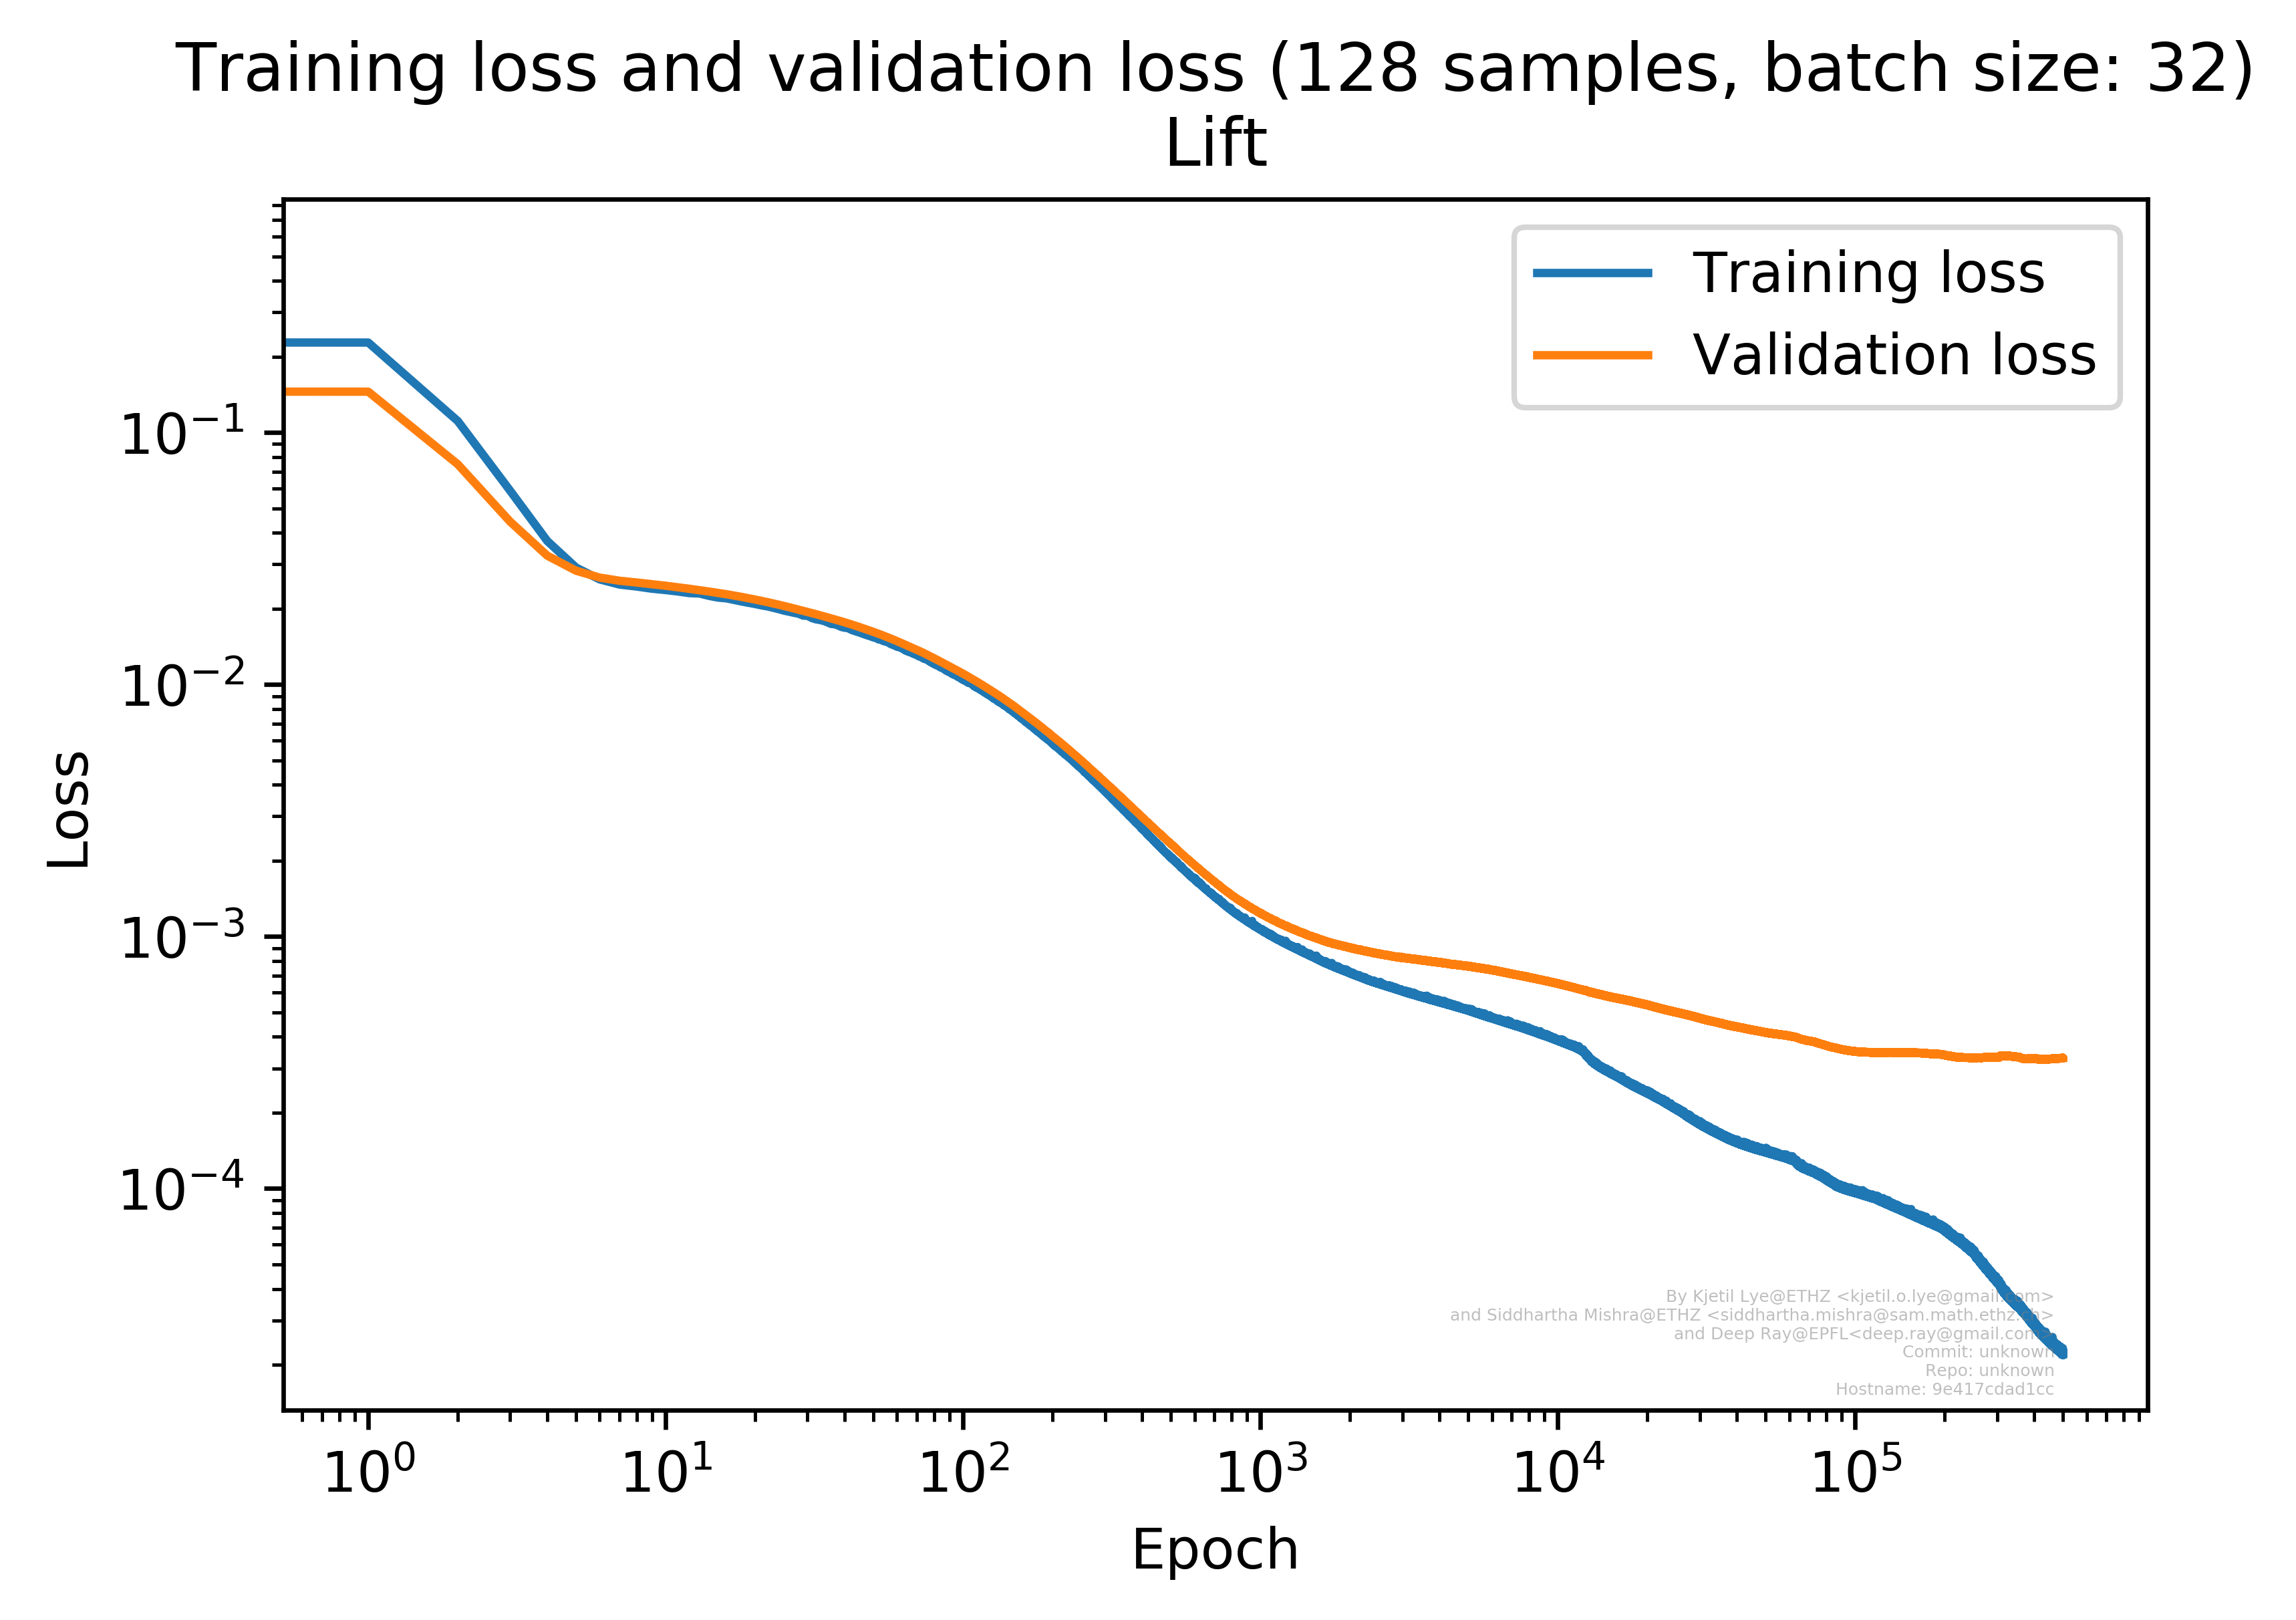 Training loss and validation loss (128 samples, batch size: 32)
Lift
Training loss
Validation loss
10⁻¹
10⁻²
10⁻³
10⁻⁴
Loss
By Kjetil Lye@ETHZ <kjetil.o.lye@gmail.com>
and Siddhartha Mishra@ETHZ <siddhartha.mishra@sam.math.ethz.ch>
and Deep Ray@EPFL<deep.ray@gmail.com>
Commit: unknown
Repo: unknown
Hostname: 9e417cdad1cc
10⁰ 10¹ 10² 10³ 10⁴ 10⁵
Epoch